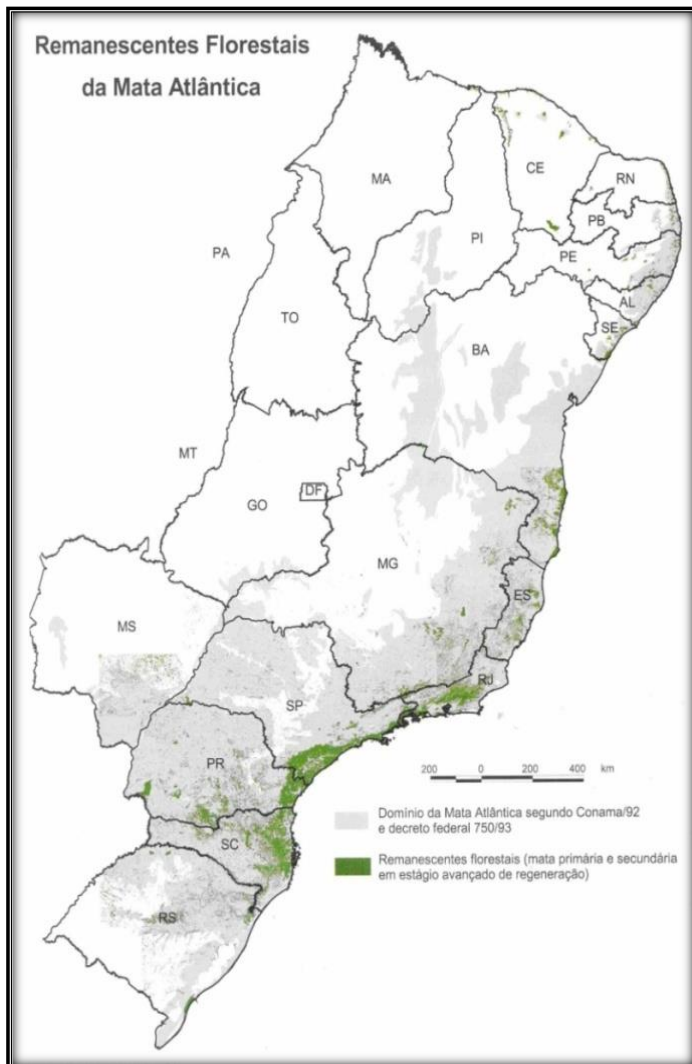 Remanescentes Florestais
da Mata Atlântica
MA
CE
RN
PB
PI
PE
PA
AL
TO
SE
BA
MT
DF
GO
MG
ES
MS
RJ
SP
PR
200 0 200 400 km
Domínio da Mata Atlântica segundo Conama/92
e decreto federal 750/93
SC
Remanescentes florestais (mata primária e secundária
em estágio avançado de regeneração)
RS